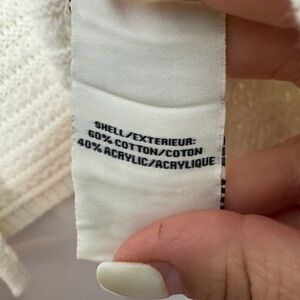 SHELL/EXTERIEUR:
60% COTTON/COTON
40% ACRYLIC/ACRYLIQUE